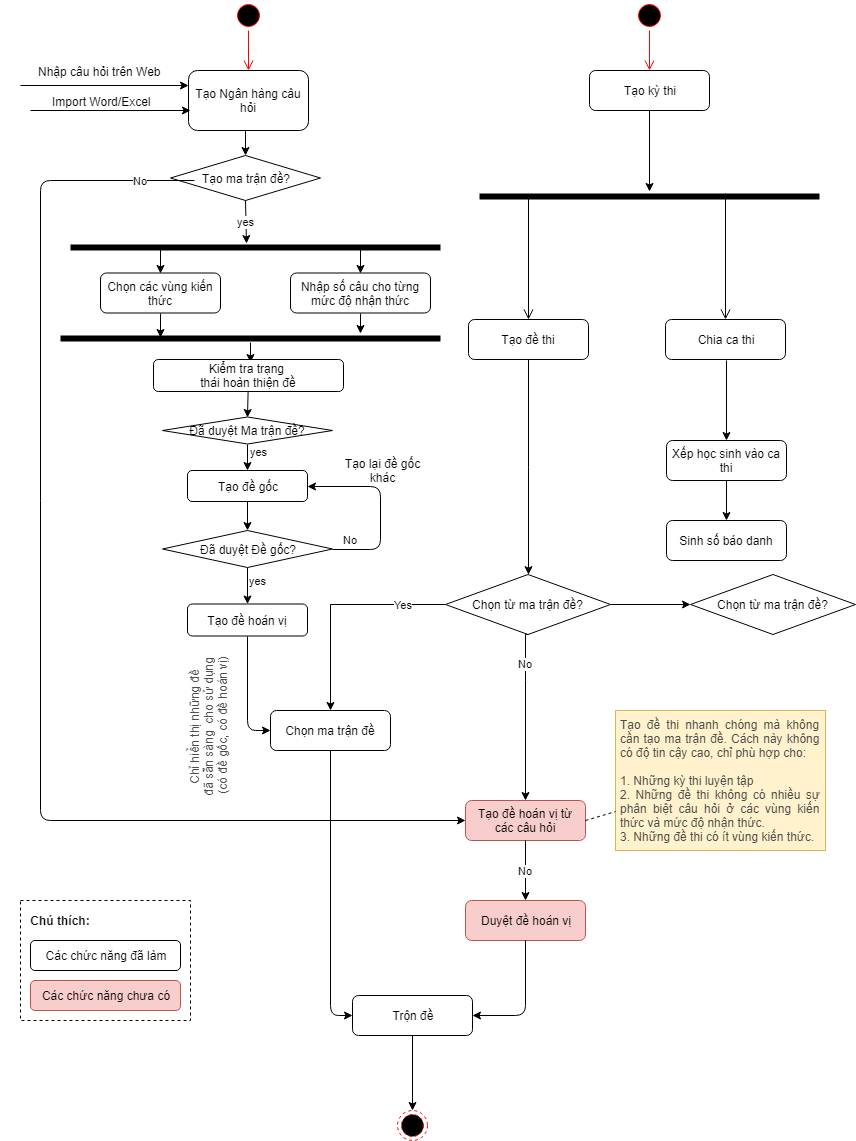 Nhập câu hỏi trên Web
Import Word/Excel
Tạo Ngân hàng câu
hỏi
Tạo kỳ thi
No
Tạo ma trận đề?
yes
Chọn các vùng kiến
thức
Nhập số câu cho từng
mức độ nhận thức
Tạo đề thi
Chia ca thi
Kiểm tra trạng
thái hoàn thiện đề
Đã duyệt Ma trận đề?
yes
Tạo lại đề gốc
khác
Xếp học sinh vào ca
thi
Tạo đề gốc
No
Đã duyệt Đề gốc?
Sinh số báo danh
yes
Tạo đề hoán vị
Yes
Chọn từ ma trận đề?
Chọn từ ma trận đề?
No
Chỉ hiển thị những đề
đã sẵn sàng cho sử dụng
(có đề gốc, có đề hoán vị)
Chọn ma trận đề
Tạo đề thi nhanh chóng mà không
cần tạo ma trận đề. Cách này không
có độ tin cậy cao, chỉ phù hợp cho:
1. Những kỳ thi luyện tập
2. Những đề thi không có nhiều sự
phân biệt câu hỏi ở các vùng kiến
thức và mức độ nhận thức.
3. Những đề thi có ít vùng kiến thức.
Tạo đề hoán vị từ
các câu hỏi
No
Duyệt đề hoán vị
Chú thích:
Các chức năng đã làm
Các chức năng chưa có
Trộn đề